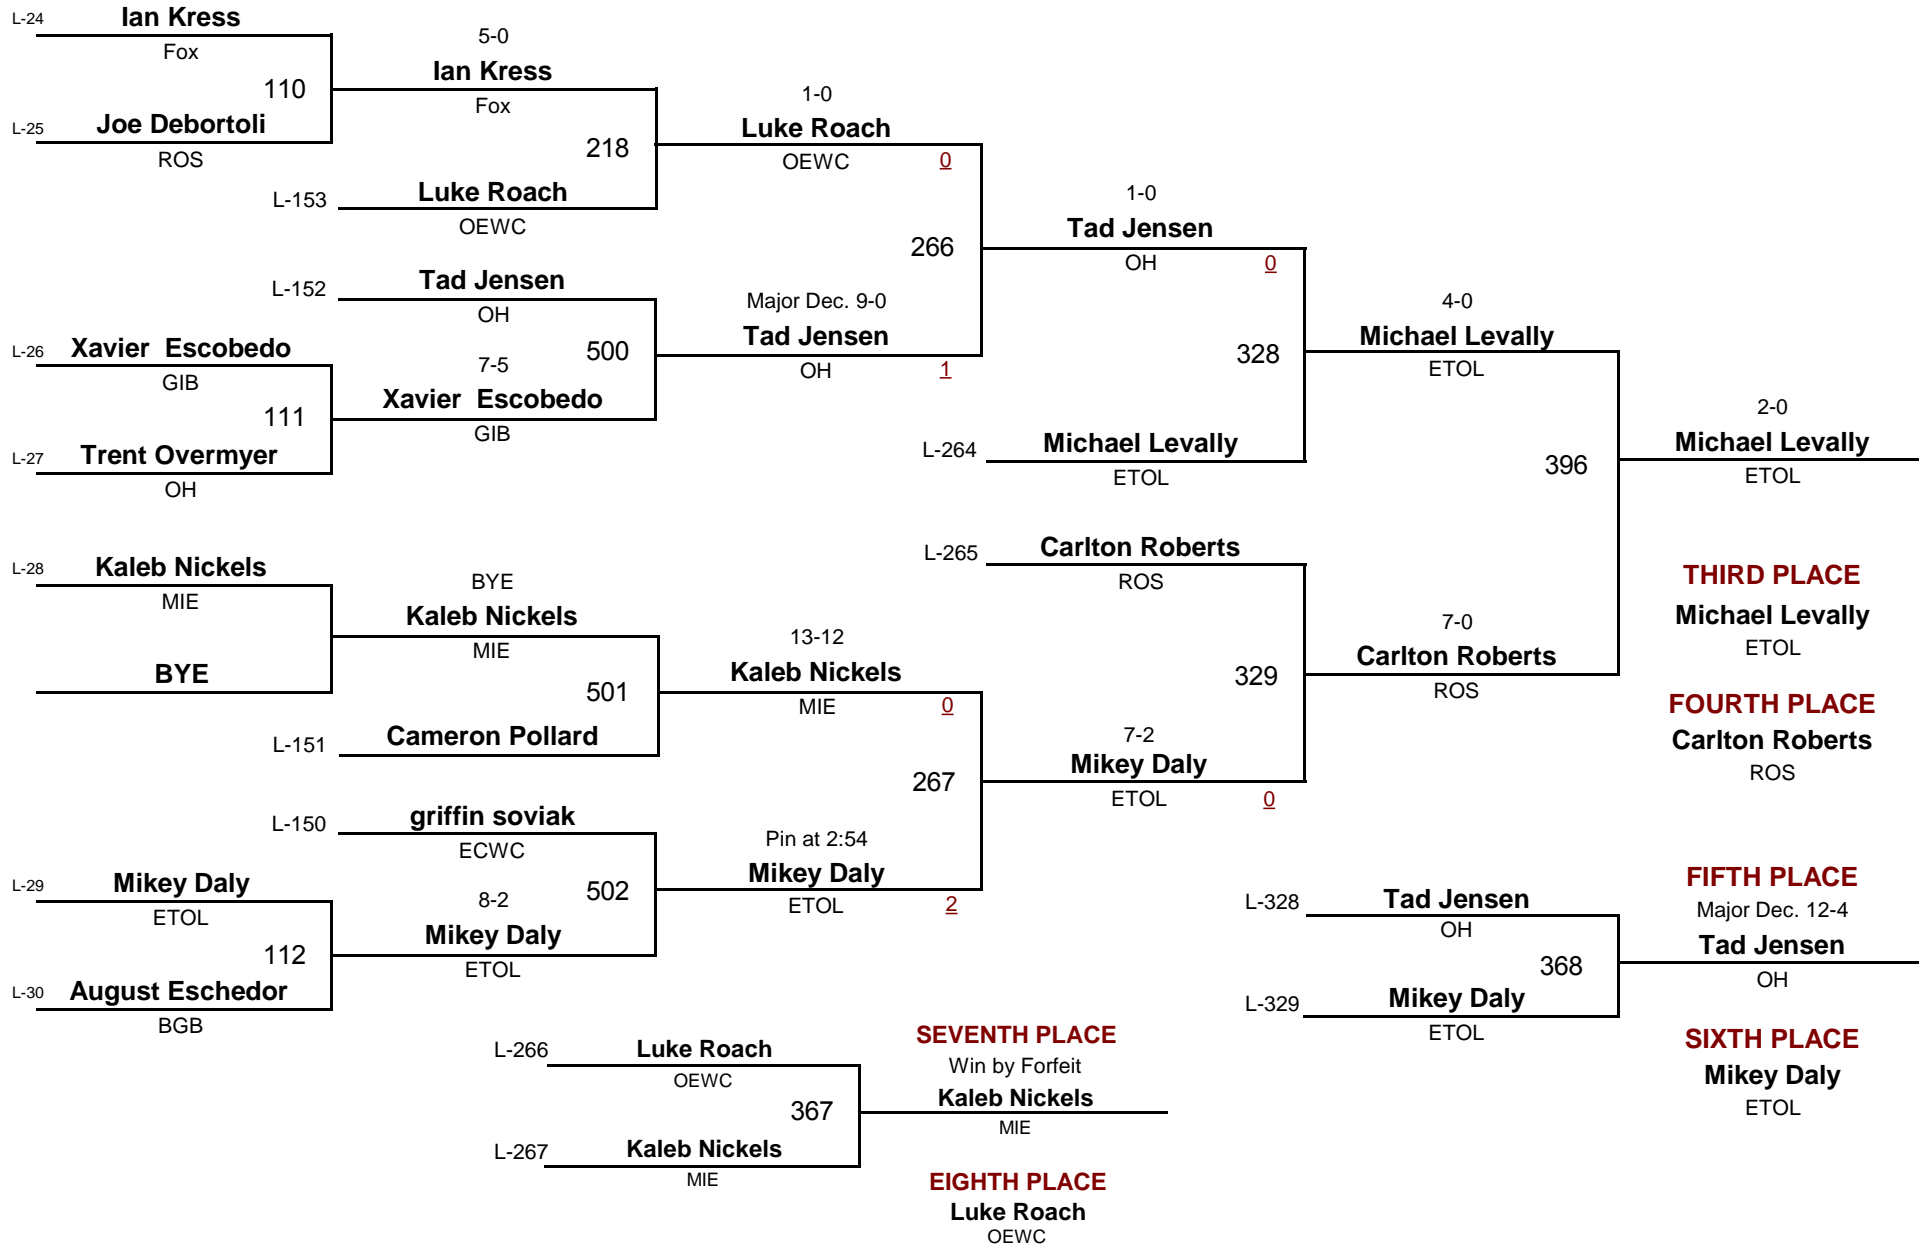 L-24
Ian Kress
Fox
110
L-25
Joe Debortoli
ROS
5-0
Ian Kress
Fox
218
L-153
Luke Roach
OEWC
1-0
Luke Roach
OEWC
0
266
L-152
Tad Jensen
OH
500
L-26
Xavier  Escobedo
GIB
111
L-27
Trent Overmyer
OH
7-5
Xavier  Escobedo
GIB
Major Dec. 9-0
Tad Jensen
OH
1
1-0
Tad Jensen
OH
0
328
L-264
Michael Levally
ETOL
4-0
Michael Levally
ETOL
396
2-0
Michael Levally
ETOL
L-28
Kaleb Nickels
MIE
BYE
BYE
Kaleb Nickels
MIE
501
L-151
Cameron Pollard
13-12
Kaleb Nickels
MIE
0
267
L-150
griffin soviak
ECWC
502
L-29
Mikey Daly
ETOL
112
L-30
August Eschedor
BGB
8-2
Mikey Daly
ETOL
Pin at 2:54
Mikey Daly
ETOL
2
L-265
Carlton Roberts
ROS
329
7-2
Mikey Daly
ETOL
0
7-0
Carlton Roberts
ROS
THIRD PLACE
Michael Levally
ETOL
FOURTH PLACE
Carlton Roberts
ROS
L-328
Tad Jensen
OH
368
L-329
Mikey Daly
ETOL
FIFTH PLACE
Major Dec. 12-4
Tad Jensen
OH
SIXTH PLACE
Mikey Daly
ETOL
L-266
Luke Roach
OEWC
367
L-267
Kaleb Nickels
MIE
SEVENTH PLACE
Win by Forfeit
Kaleb Nickels
MIE
EIGHTH PLACE
Luke Roach
OEWC